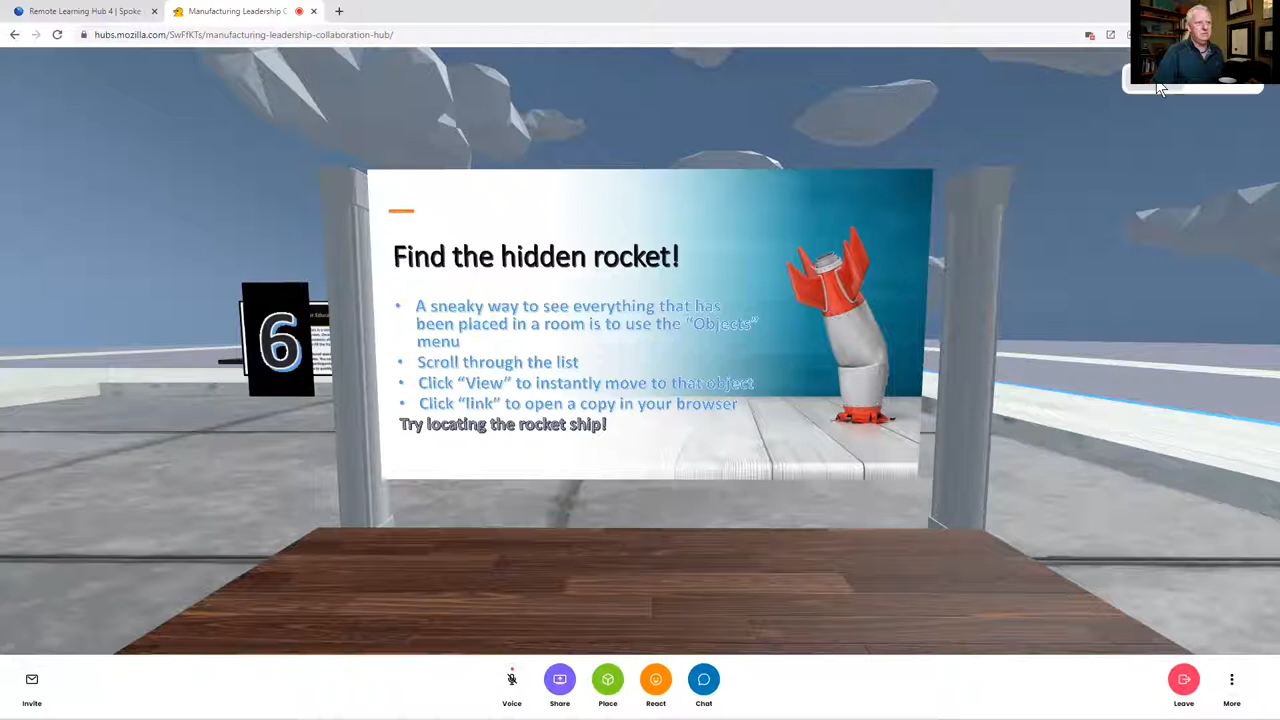 Remote Learning Hub 4 | Spoke
Manufacturing Leadership C
hubs.mozilla.com/SwFfKTs/manufacturing-leadership-collaboration-hub/
Find the hidden rocket!
• A sneaky way to see everything that has
been placed in a room is to use the “Objects”
menu
• Scroll through the list
• Click “View” to instantly move to that object
• Click “link” to open a copy in your browser
Try locating the rocket ship!
6
Invite
Voice
Share
Place
React
Chat
Leave
More